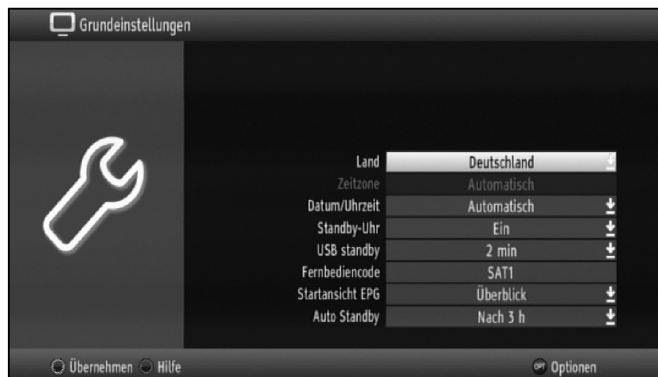 Grundeinstellungen
Land Deutschland
Zeitzone Automatisch
Datum/Uhrzeit Automatisch
Standby-Uhr Ein
USB standby 2 min
Fernbediencode SAT1
Startansicht EPG Überblick
Auto Standby Nach 3 h
Übernehmen Hilfe OPT Optionen